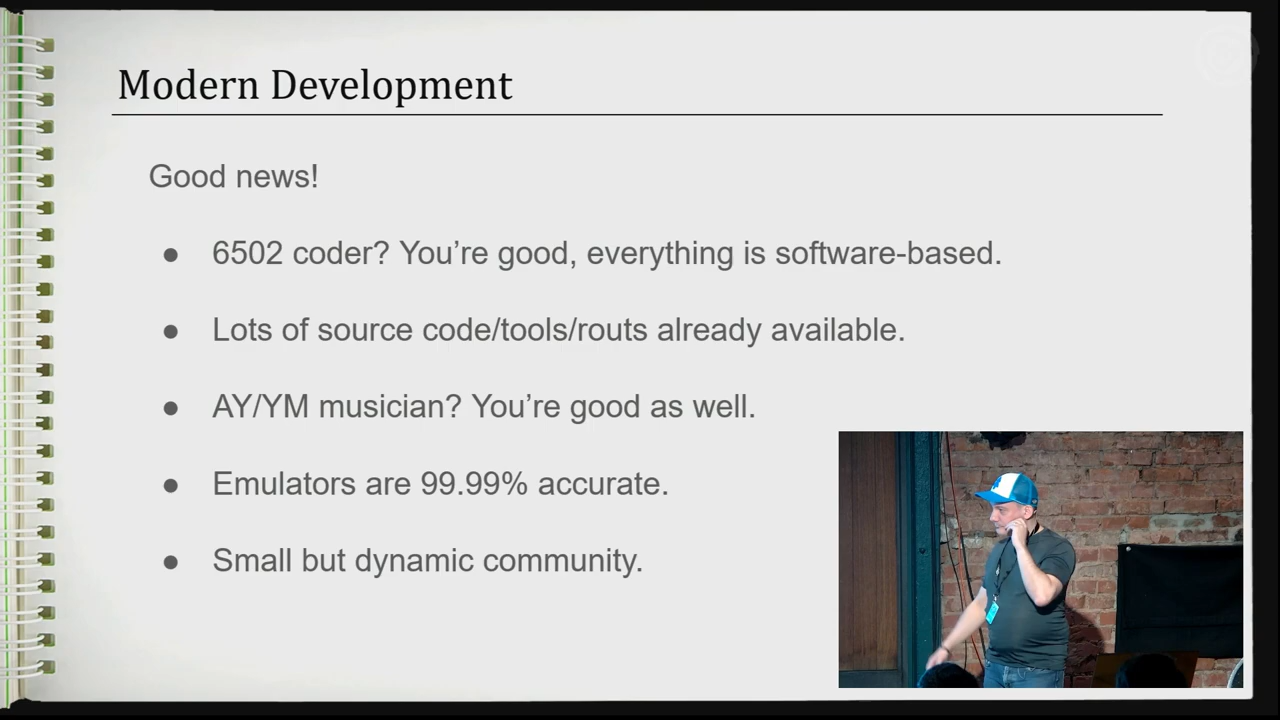 Modern Development
Good news!
● 6502 coder? You’re good, everything is software-based.
● Lots of source code/tools/routs already available.
● AY/YM musician? You’re good as well.
● Emulators are 99.99% accurate.
● Small but dynamic community.